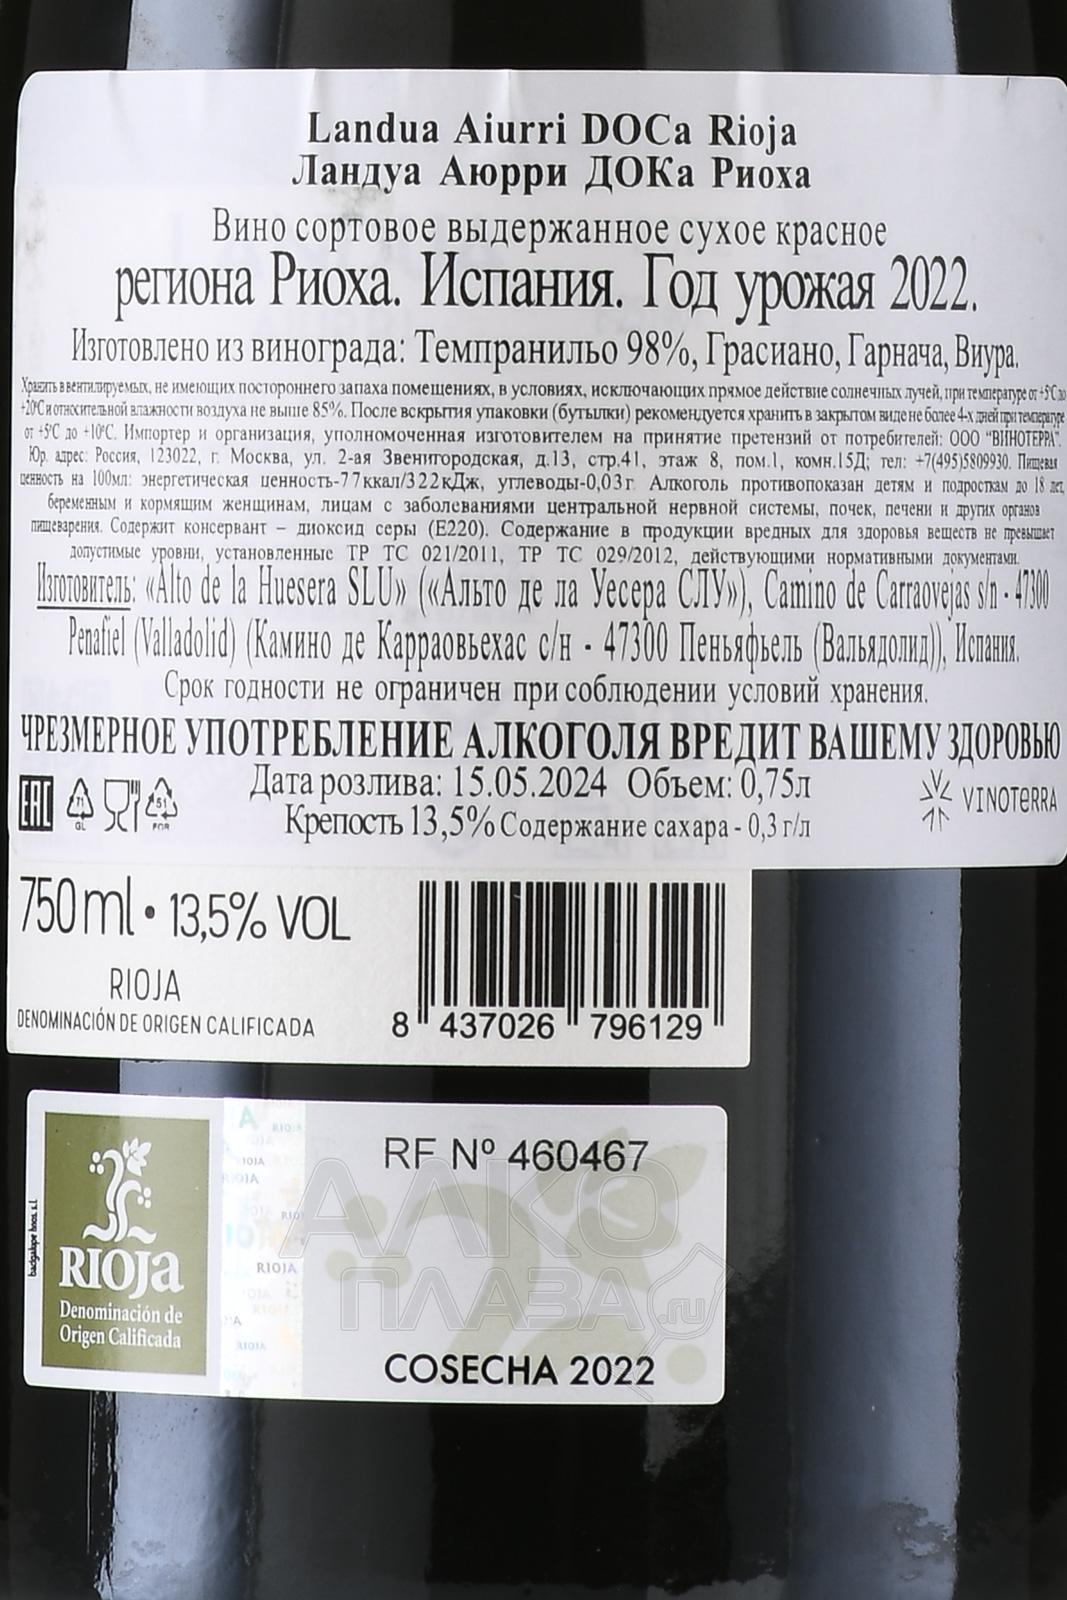 Landua Aiurri DOCa Rioja
Ландуа Аюрри ДОКа Риоха
Вино сортовое выдержанное сухое красное
региона Риоха. Испания. Год урожая 2022.
Изготовлено из винограда: Темпранильо 98%, Грасиано, Гарнача, Виура.
Хранить в вентилируемых, не имеющих постороннего запаха помещениях, в условиях, исключающих прямое действие солнечных лучей, при температуре от +5°C до
+20°C и относительной влажности воздуха не выше 85%. После вскрытия упаковки (бутылки) рекомендуется хранить в закрытом виде не более 4-х дней при температуре
от +5°C до +10°C. Импортер и организация, уполномоченная изготовителем на принятие претензий от потребителей: ООО "ВИНОТЕРРА".
Юр. адрес: Россия, 123022, г. Москва, ул. 2-ая Звенигородская, д.13, стр.41, этаж 8, пом.1, комн.15Д; тел: +7(495)5809930. Пищевая
ценность на 100мл: энергетическая ценность-77ккал/322кДж, углеводы-0,03г. Алкоголь противопоказан детям и подросткам до 18 лет,
беременным и кормящим женщинам, лицам с заболеваниями центральной нервной системы, почек, печени и других органов
пищеварения. Содержит консервант – диоксид серы (E220). Содержание в продукции вредных для здоровья веществ не превышает
допустимые уровни, установленные ТР ТС 021/2011, ТР ТС 029/2012, действующими нормативными документами.
Изготовитель: «Alto de la Huesera SLU» («Альто де ла Уесера СЛУ»), Camino de Carraovejas s/n - 47300
Penafiel (Valladolid) (Камино де Карраовьехас с/н - 47300 Пеньяфьель (Вальядолид)), Испания.
Срок годности не ограничен при соблюдении условий хранения.
ЧРЕЗМЕРНОЕ УПОТРЕБЛЕНИЕ АЛКОГОЛЯ ВРЕДИТ ВАШЕМУ ЗДОРОВЬЮ
Дата розлива: 15.05.2024 Объем: 0,75л
Крепость 13,5% Содержание сахара - 0,3 г/л
EAC
71
GL
51
FOR
VINOTERRA
750 ml • 13,5% VOL
RIOJA
DENOMINACIÓN DE ORIGEN CALIFICADA
8 437026 796129
RF Nº 460467
RIOJA
Denominación de
Origen Calificada
RIOJA
COSECHA 2022
АЛКО
ПЛАЗА.ru